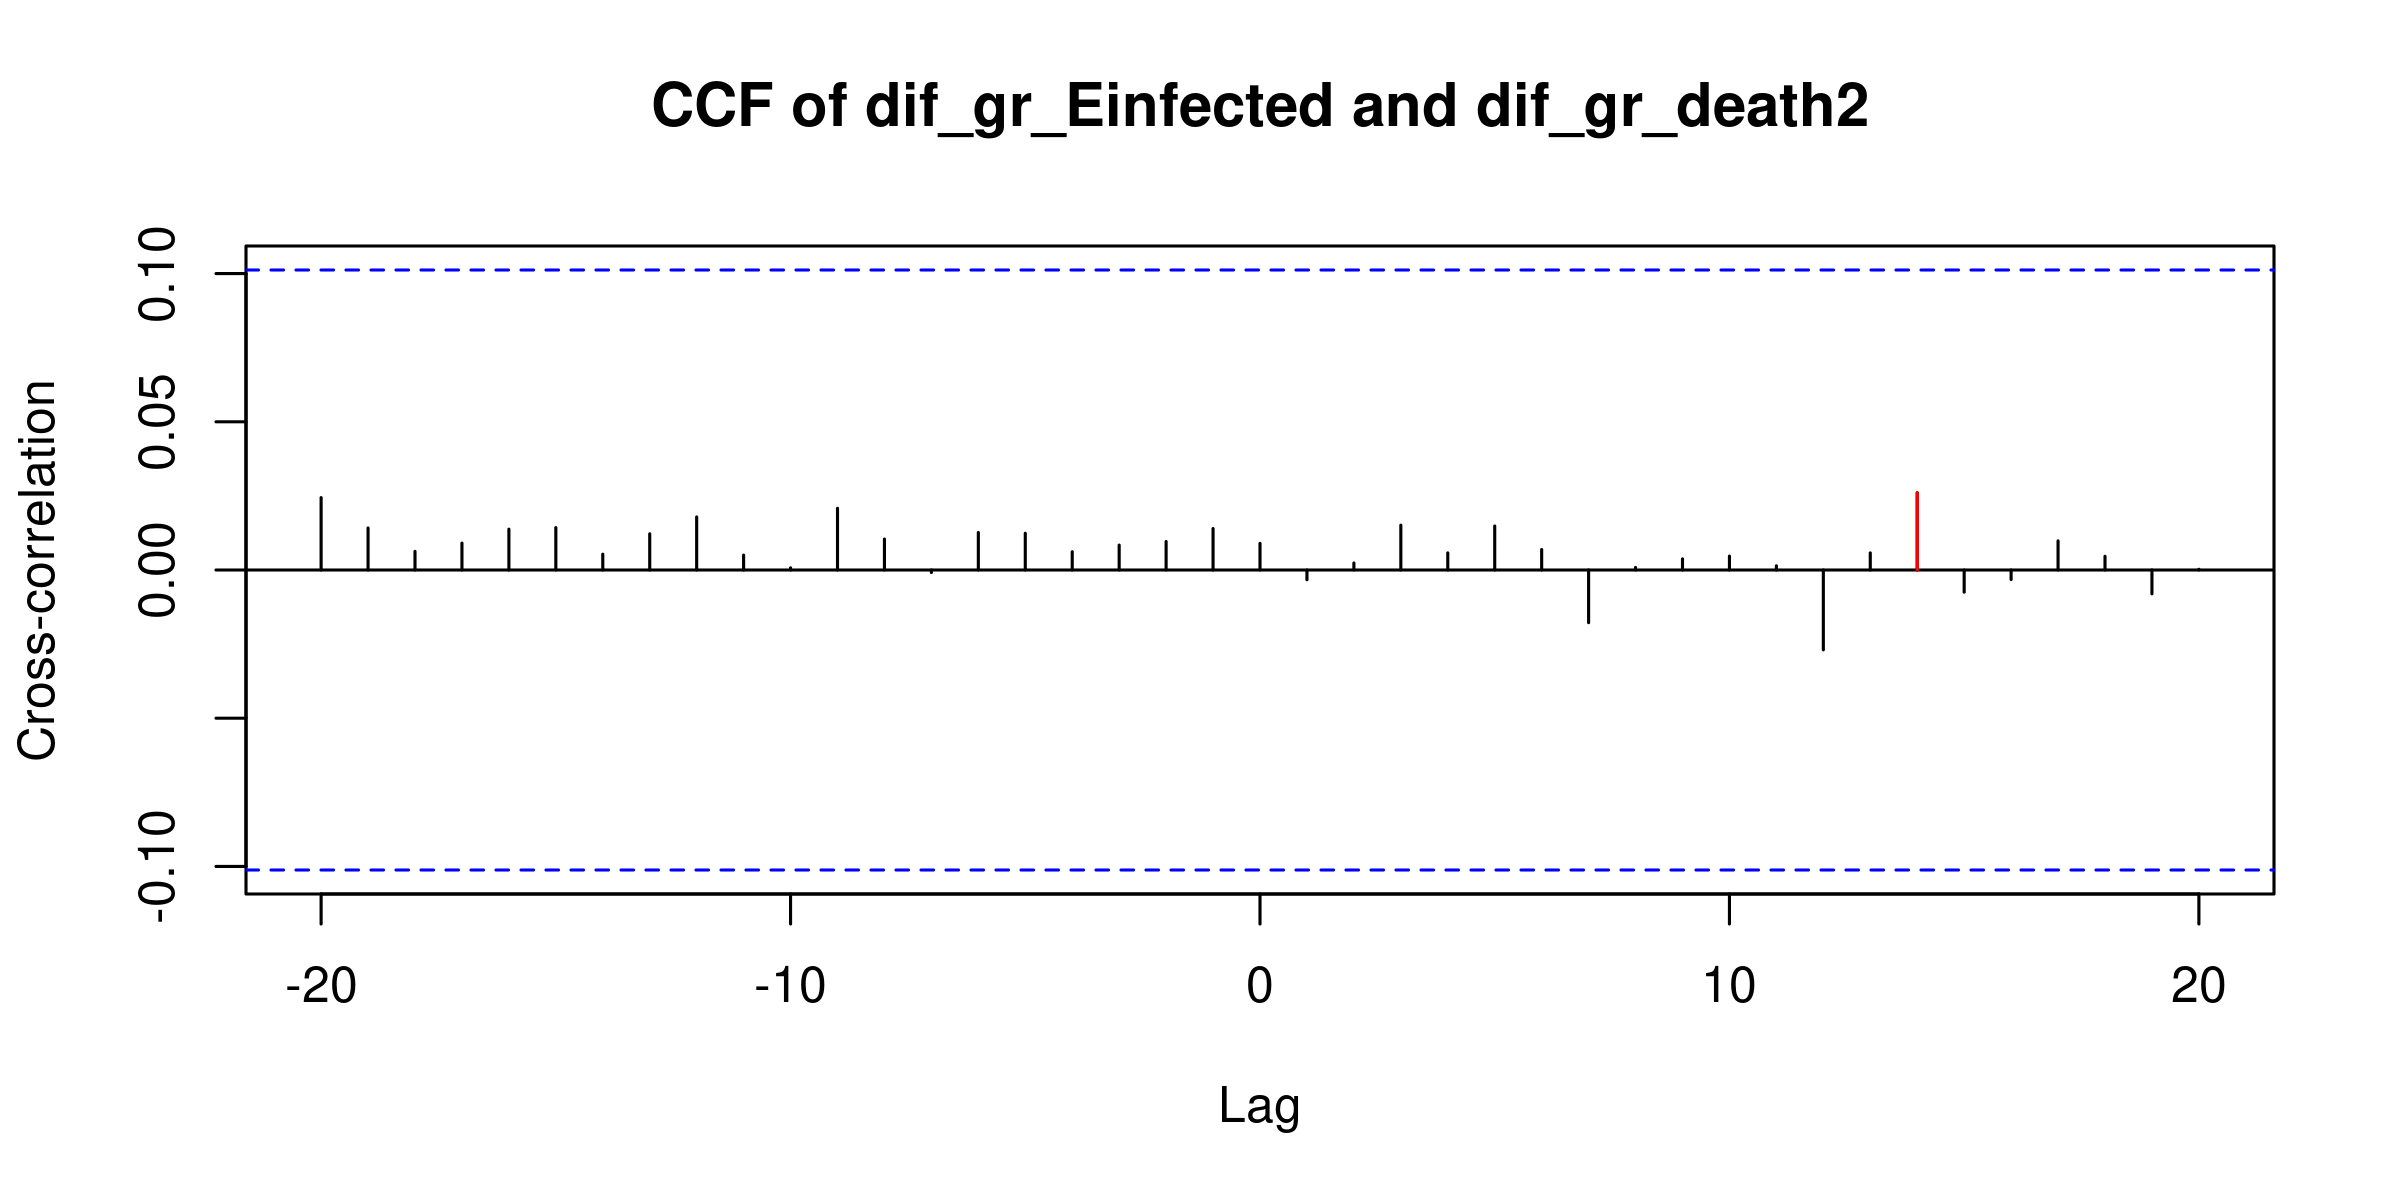 CCF of dif_gr_Einfected and dif_gr_death2
Cross-correlation
0.10
0.05
0.00
-0.10
-20 -10 0 10 20
Lag